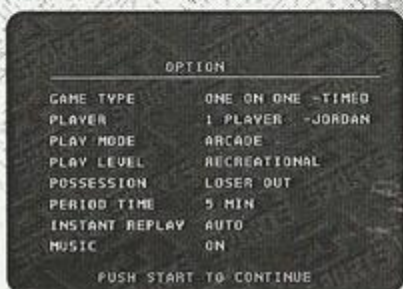 OPTION
GAME TYPE ONE ON ONE -TIMED
PLAYER 1 PLAYER -JORDAN
PLAY MODE ARCADE
PLAY LEVEL RECREATIONAL
POSSESSION LOSER OUT
PERIOD TIME 5 MIN
INSTANT REPLAY AUTO
MUSIC ON
PUSH START TO CONTINUE